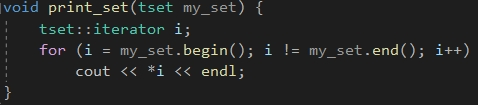 void print_set(tset my_set) {
    tset::iterator i;
    for (i = my_set.begin(); i != my_set.end(); i++)
        cout << *i << endl;
}